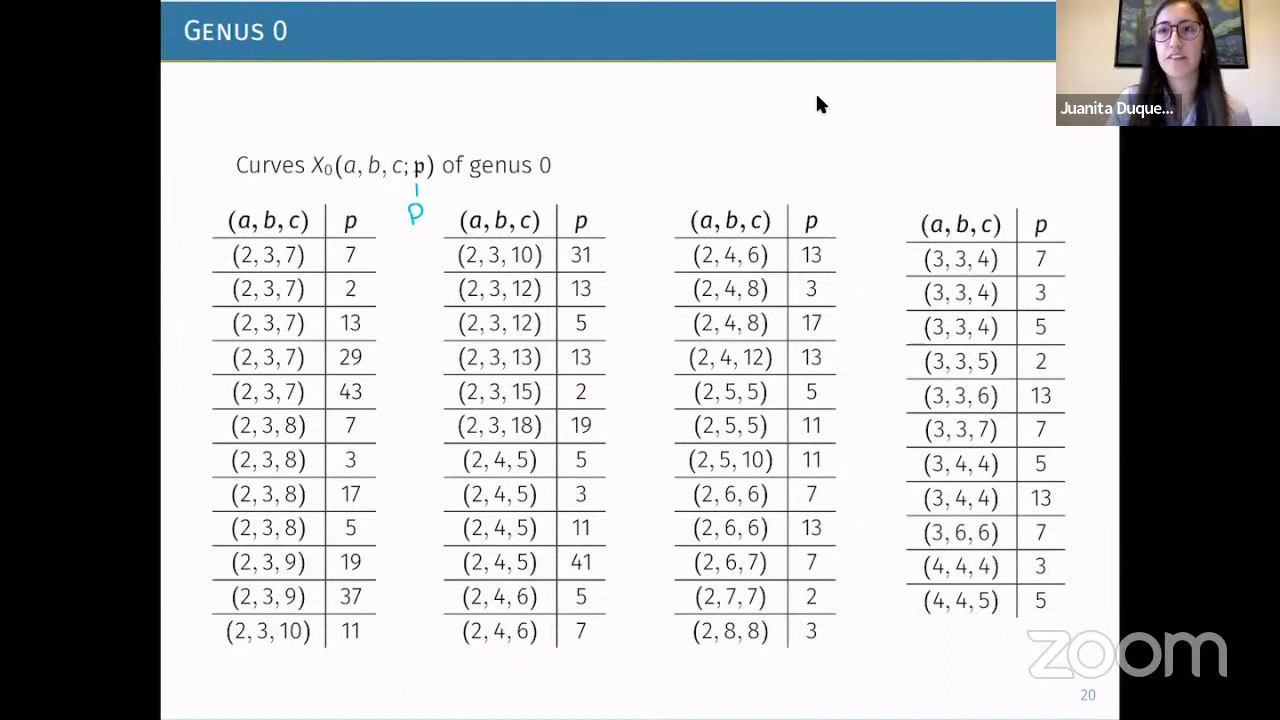 GENUS 0
Juanita Duque...
Curves X₀(a, b, c; 𝔭) of genus 0
p
(a, b, c) p
(2, 3, 7) 7
(2, 3, 7) 2
(2, 3, 7) 13
(2, 3, 7) 29
(2, 3, 7) 43
(2, 3, 8) 7
(2, 3, 8) 3
(2, 3, 8) 17
(2, 3, 8) 5
(2, 3, 9) 19
(2, 3, 9) 37
(2, 3, 10) 11
(a, b, c) p
(2, 3, 10) 31
(2, 3, 12) 13
(2, 3, 12) 5
(2, 3, 13) 13
(2, 3, 15) 2
(2, 3, 18) 19
(2, 4, 5) 5
(2, 4, 5) 3
(2, 4, 5) 11
(2, 4, 5) 41
(2, 4, 6) 5
(2, 4, 6) 7
(a, b, c) p
(2, 4, 6) 13
(2, 4, 8) 3
(2, 4, 8) 17
(2, 4, 12) 13
(2, 5, 5) 5
(2, 5, 5) 11
(2, 5, 10) 11
(2, 6, 6) 7
(2, 6, 6) 13
(2, 6, 7) 7
(2, 7, 7) 2
(2, 8, 8) 3
(a, b, c) p
(3, 3, 4) 7
(3, 3, 4) 3
(3, 3, 4) 5
(3, 3, 5) 2
(3, 3, 6) 13
(3, 3, 7) 7
(3, 4, 4) 5
(3, 4, 4) 13
(3, 6, 6) 7
(4, 4, 4) 3
(4, 4, 5) 5
zoom
20